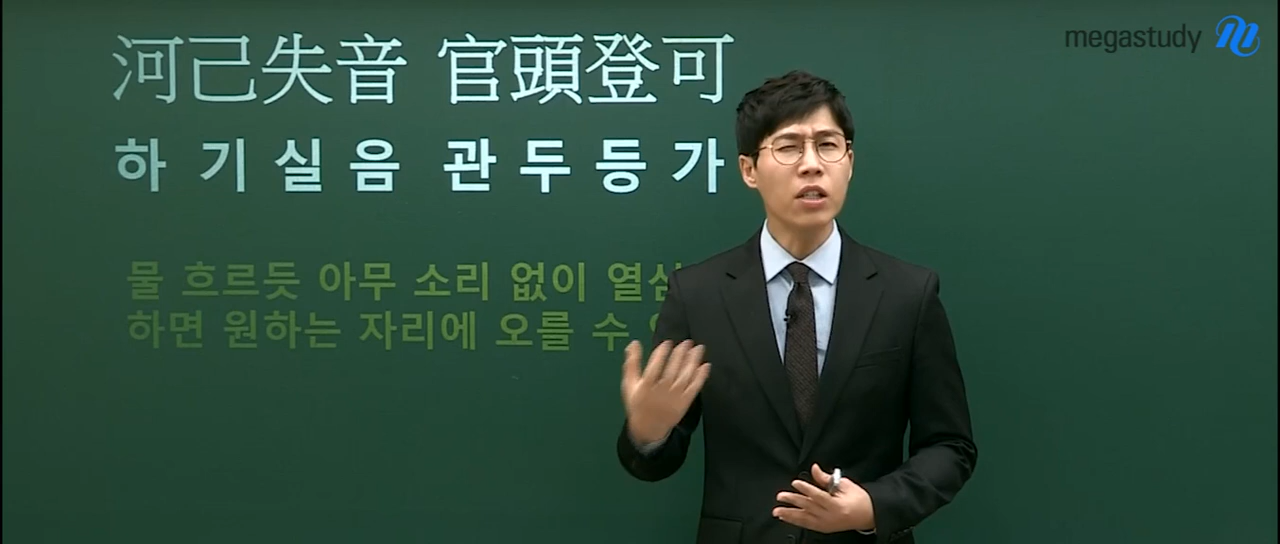 河己失音 官頭登可
megastudy
하기실음 관두등가
물 흐르듯 아무 소리 없이
하면 원하는 자리에 오를 수